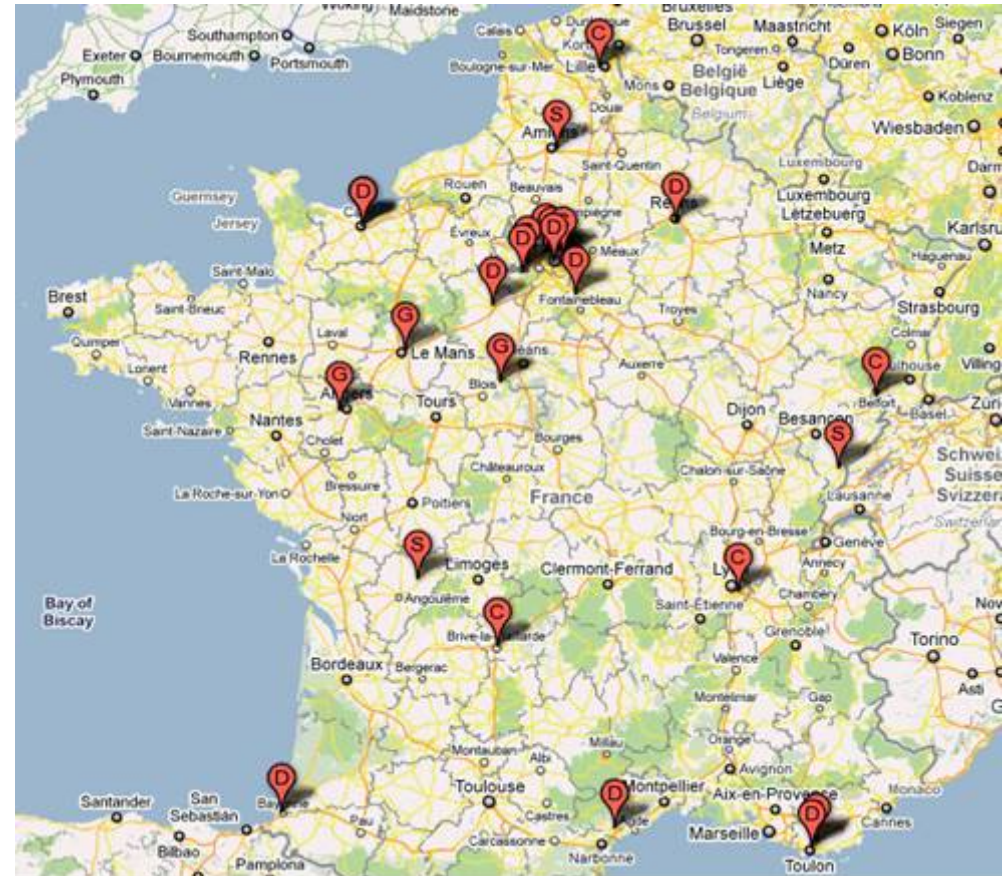 Woking
Maidstone
Bruxelles
Southampton
Calais
Brussel
Maastricht
Köln
Siegen
Exeter
Bournemouth
Portsmouth
C
Tongeren
Düren
Bonn
Boulogne-sur-Mer
Lille
België
Liège
Plymouth
Mons
Belgique
Koblenz
Douai
Belgium
S
Wiesbaden
Saint-Quentin
Luxembourg
Guernsey
D
Rouen
Beauvais
D
Luxembourg
Jersey
Lëtzebuerg
Évreux
D
D
Meaux
Metz
Haguenau
Saint-Malo
D
D
Nancy
Strasbourg
Brest
Saint-Brieuc
Fontainebleau
Troyes
G
Colmar
Quimper
Laval
Rennes
Le Mans
G
C
Lorient
Auxerre
G
Blois
Belfort
Basel
Vannes
Tours
Dijon
Besançon
Saint-Nazaire
Nantes
S
Cholet
Bourges
Châteauroux
Chalon-sur-Saône
Schweiz
Suisse
Svizzera
Bressuire
La Roche-sur-Yon
Poitiers
France
Lausanne
Niort
Switzerland
La Rochelle
S
Bourg-en-Bresse
Genève
Limoges
Clermont-Ferrand
C
Annecy
Angoulême
Chambéry
Bay of
Biscay
C
Saint-Étienne
Grenoble
Torino
Bordeaux
Bergerac
Valence
Asti
Montélimar
Gap
Montauban
Albi
Millau
Orange
Avignon
D
Toulouse
D
Montpellier
Aix-en-Provence
Monaco
Santander
San
Sebastián
Castres
D
Cannes
Pau
Marseille
Carcassonne
Bilbao
Narbonne
Pamplona
Toulon